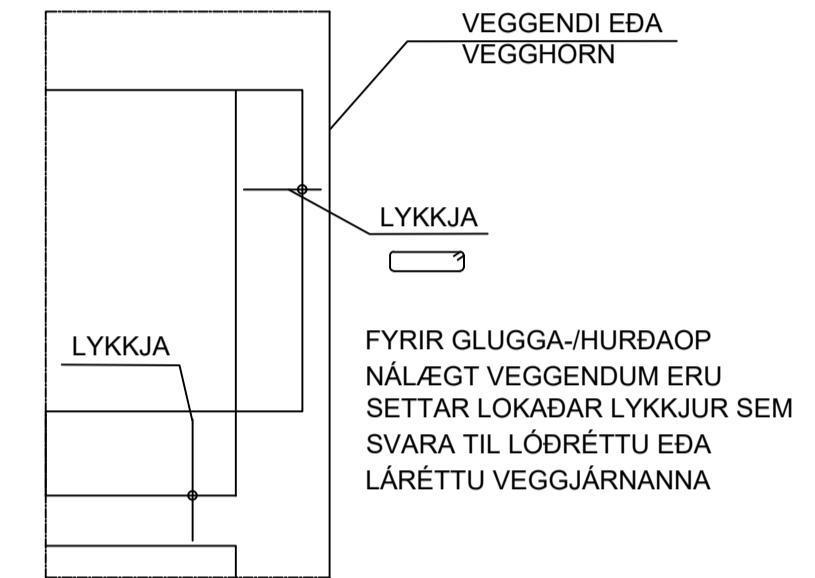 VEGGENDI EÐA
VEGGHORN
LYKKJA
LYKKJA
FYRIR GLUGGA-/HURÐAOP
NÁLÆGT VEGGENDUM ERU
SETTAR LOKAÐAR LYKKJUR SEM
SVARA TIL LÓÐRÉTTU EÐA
LÁRÉTTU VEGGJÁRNANNA